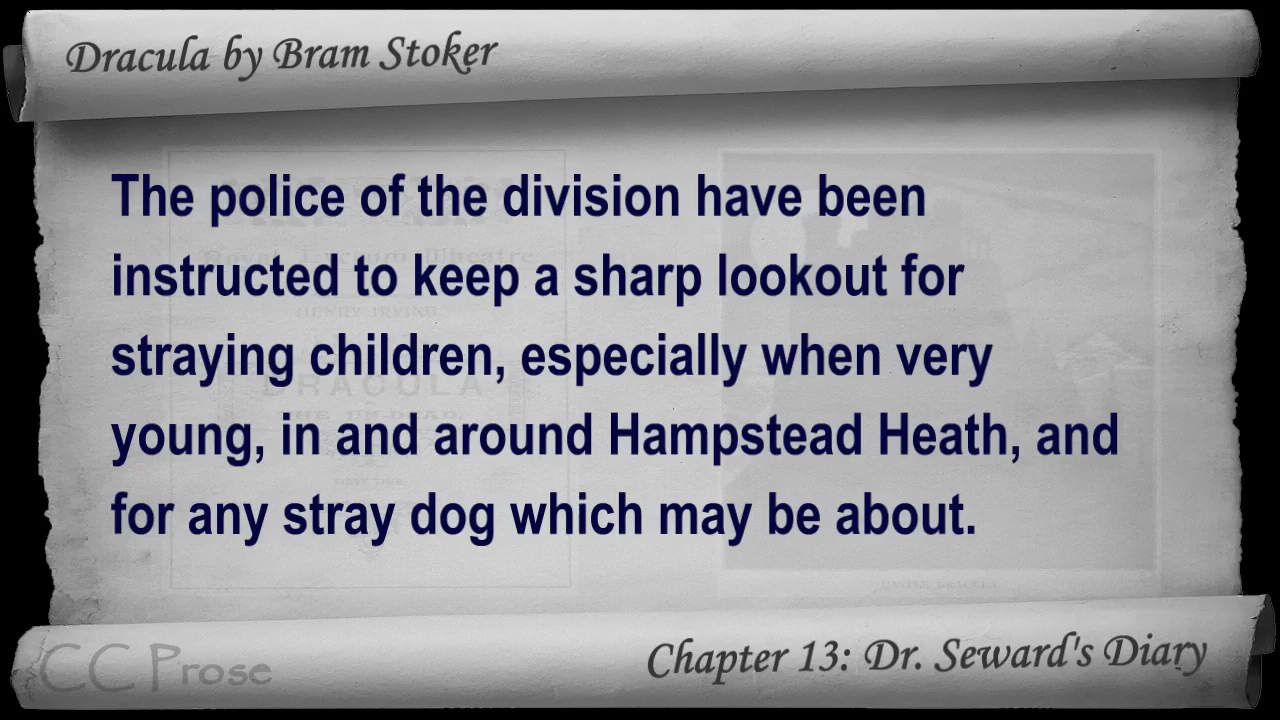 Dracula by Bram Stoker
The police of the division have been
instructed to keep a sharp lookout for
straying children, especially when very
young, in and around Hampstead Heath, and
for any stray dog which may be about.
CC Prose
Chapter 13: Dr. Seward's Diary